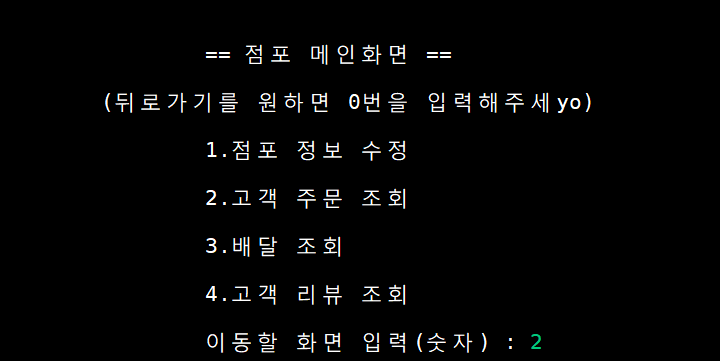 == 점포 메인화면 ==
(뒤로가기를 원하면 0번을 입력해주세yo)
1.점포 정보 수정
2.고객 주문 조회
3.배달 조회
4.고객 리뷰 조회
이동할 화면 입력(숫자) : 2